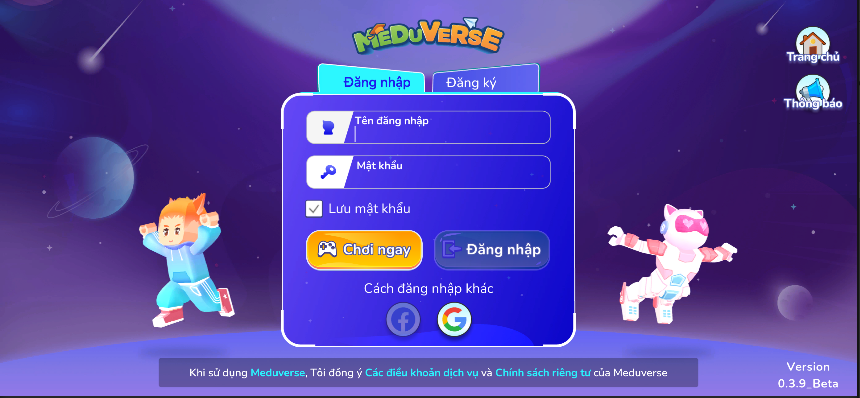 MEDUVERSE
Trang chủ
Thông báo
Đăng nhập
Đăng ký
Tên đăng nhập
Mật khẩu
Lưu mật khẩu
Chơi ngay
Đăng nhập
Cách đăng nhập khác
Khi sử dụng Meduverse, Tôi đồng ý Các điều khoản dịch vụ và Chính sách riêng tư của Meduverse
Version
0.3.9_Beta